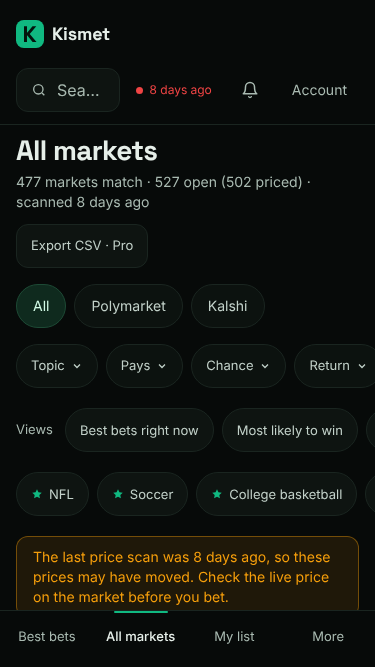 Kismet
Sea...
8 days ago
Account
All markets
477 markets match · 527 open (502 priced) ·
scanned 8 days ago
Export CSV · Pro
All
Polymarket
Kalshi
Topic
Pays
Chance
Return
Views
Best bets right now
Most likely to win
NFL
Soccer
College basketball
The last price scan was 8 days ago, so these
prices may have moved. Check the live price
on the market before you bet.
Best bets
All markets
My list
More